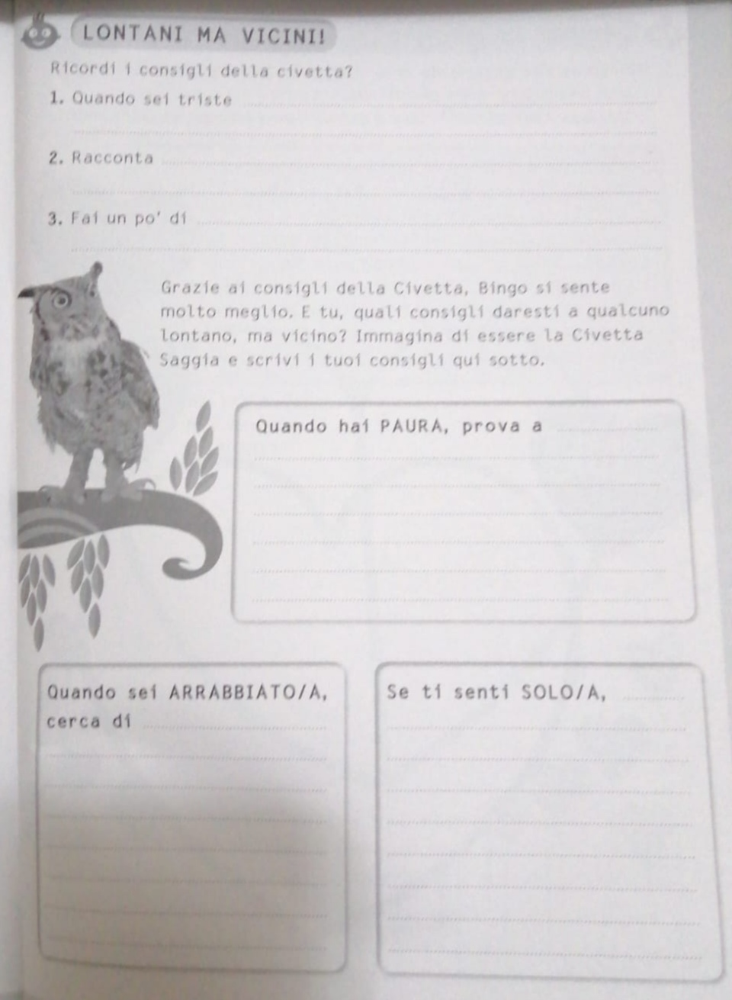 LONTANI MA VICINI!
Ricordi i consigli della civetta?
1. Quando sei triste
2. Racconta
3. Fai un po' di
Grazie ai consigli della Civetta, Bingo si sente
molto meglio. E tu, quali consigli daresti a qualcuno
lontano, ma vicino? Immagina di essere la Civetta
Saggia e scrivi i tuoi consigli qui sotto.
Quando hai PAURA, prova a
Quando sei ARRABBIATO/A,
cerca di
Se ti senti SOLO/A,